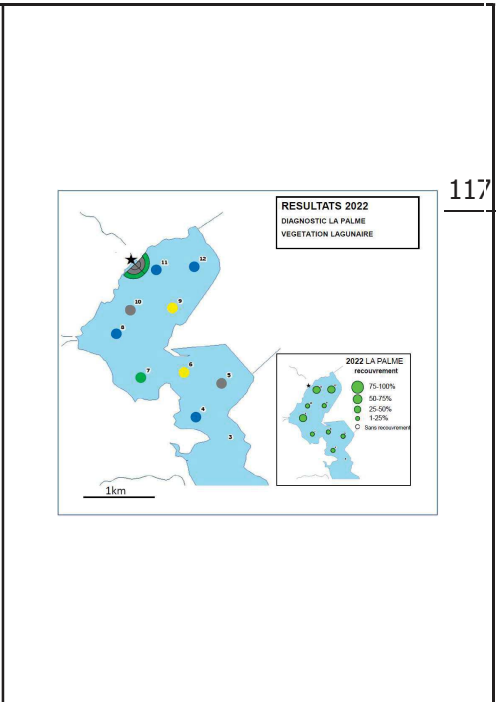 117
RESULTATS 2022
DIAGNOSTIC LA PALME
VEGETATION LAGUNAIRE
12
11
10
9
8
7
6
5
4
3
1km
2022 LA PALME
recouvrement
75-100%
50-75%
25-50%
1-25%
Sans recouvrement